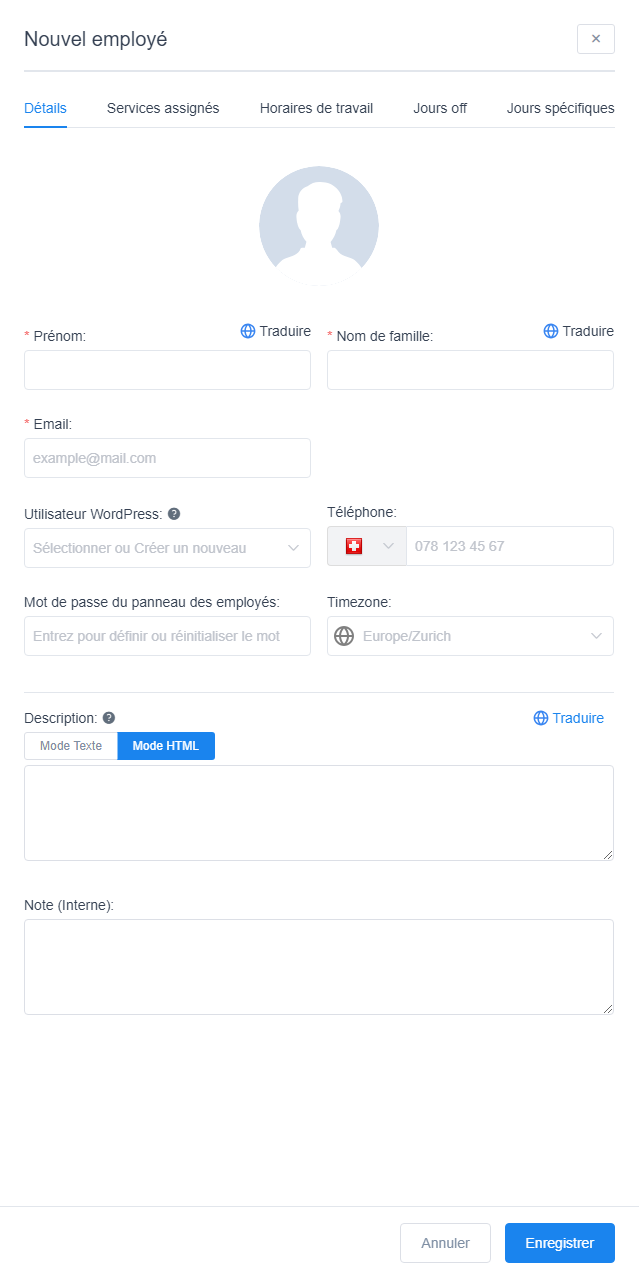 Nouvel employé
Détails Services assignés Horaires de travail Jours off Jours spécifiques
* Prénom: Traduire * Nom de famille: Traduire
* Email:
example@mail.com
Utilisateur WordPress: ? Téléphone:
Sélectionner ou Créer un nouveau 078 123 45 67
Mot de passe du panneau des employés: Timezone:
Entrez pour définir ou réinitialiser le mot Europe/Zurich
Description: ? Traduire
Mode Texte Mode HTML
Note (Interne):
Annuler Enregistrer